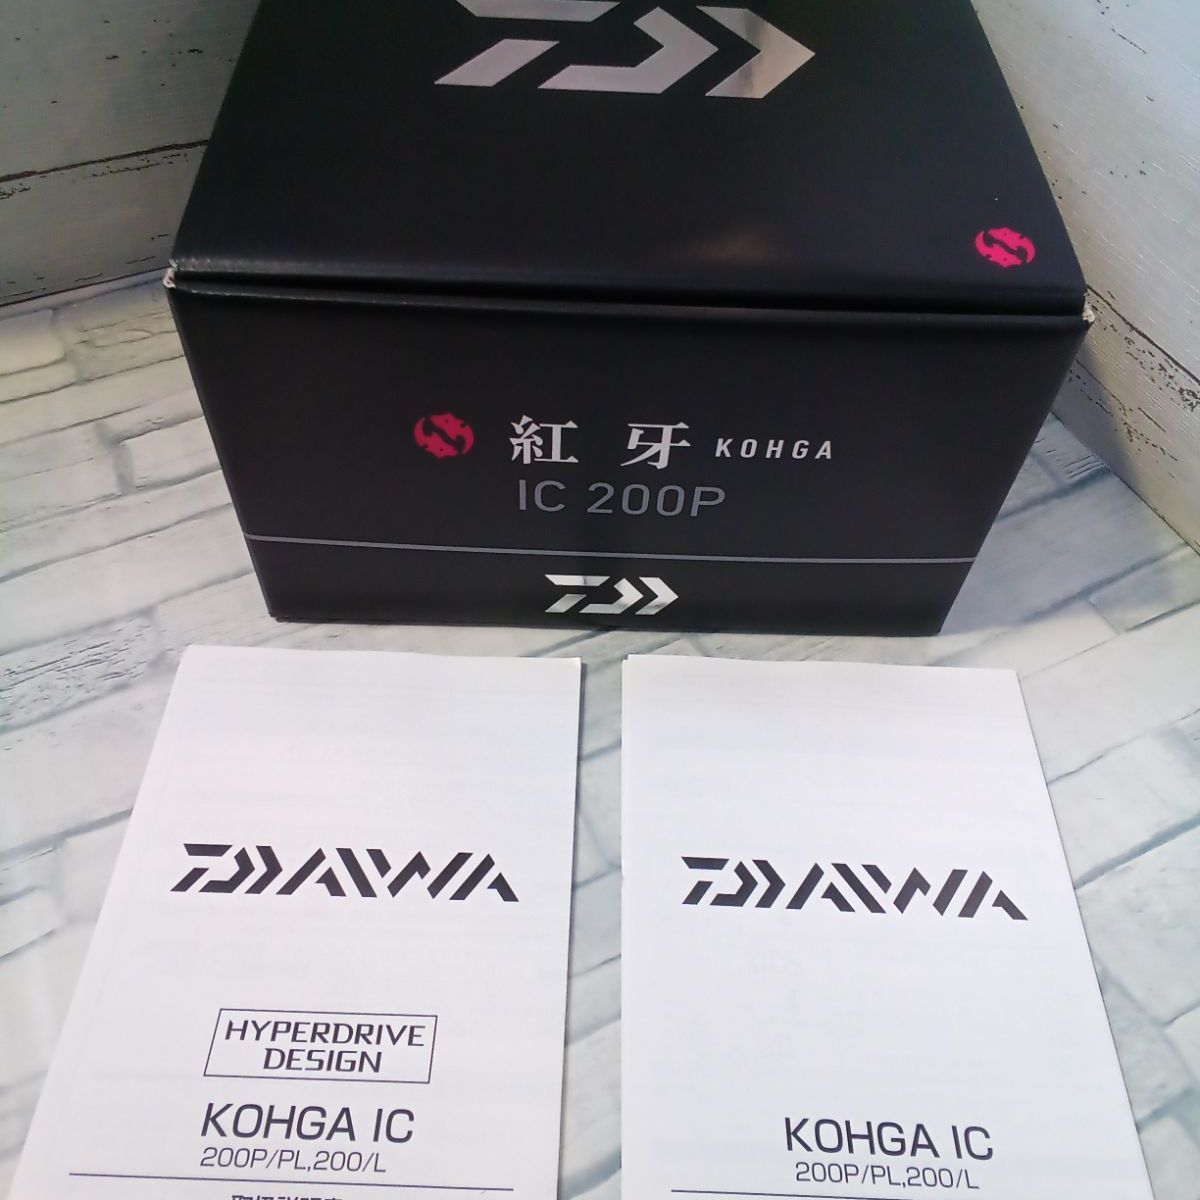 紅牙 KOHGA
IC 200P
DAIWA
HYPERDRIVE
DESIGN
KOHGA IC
200P/PL,200/L
DAIWA
KOHGA IC
200P/PL,200/L